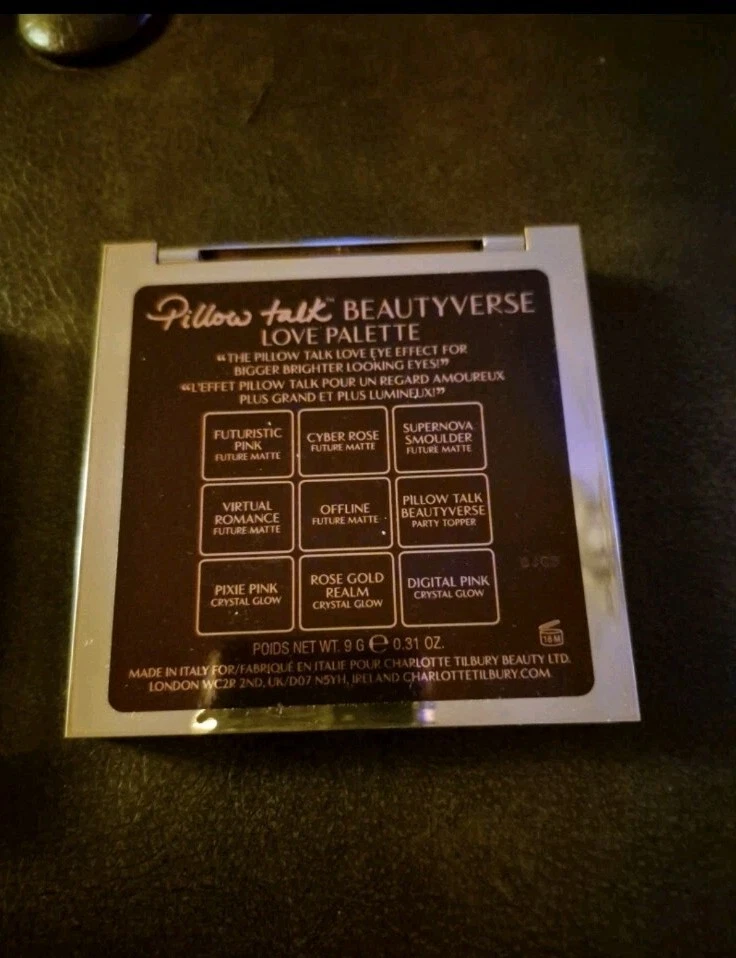 Pillow talk™ BEAUTYVERSE
LOVE PALETTE
“THE PILLOW TALK LOVE EYE EFFECT FOR
BIGGER BRIGHTER LOOKING EYES!”
“L'EFFET PILLOW TALK POUR UN REGARD AMOUREUX
PLUS GRAND ET PLUS LUMINEUX!”
FUTURISTIC
PINK
FUTURE MATTE
CYBER ROSE
FUTURE MATTE
SUPERNOVA
SMOULDER
FUTURE MATTE
VIRTUAL
ROMANCE
FUTURE MATTE
OFFLINE
FUTURE MATTE
PILLOW TALK
BEAUTYVERSE
PARTY TOPPER
PIXIE PINK
CRYSTAL GLOW
ROSE GOLD
REALM
CRYSTAL GLOW
DIGITAL PINK
CRYSTAL GLOW
18M
POIDS NET WT. 9 G ℮ 0.31 OZ.
MADE IN ITALY FOR/FABRIQUÉ EN ITALIE POUR CHARLOTTE TILBURY BEAUTY LTD.
LONDON WC2R 2ND, UK/D07 N5YH, IRELAND CHARLOTTETILBURY.COM